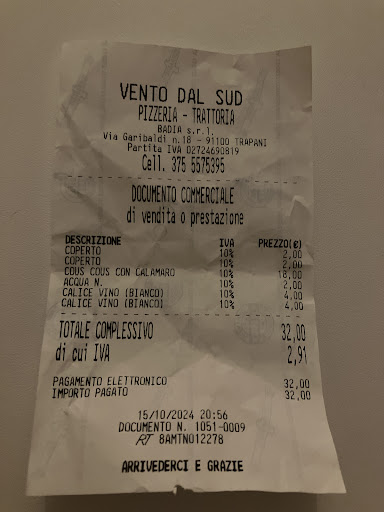 VENTO DAL SUD
PIZZERIA - TRATTORIA
BADIA s.r.l.
Via Garibaldi n.18 - 91100 TRAPANI
Partita IVA 02724690819
Cell. 375 5575395
DOCUMENTO COMMERCIALE
di vendita o prestazione
DESCRIZIONE IVA PREZZO(€)
COPERTO 10% 2,00
COPERTO 10% 2,00
COUS COUS CON CALAMARO 10% 18,00
ACQUA N. 10% 2,00
CALICE VINO (BIANCO) 10% 4,00
CALICE VINO (BIANCO) 10% 4,00
TOTALE COMPLESSIVO 32,00
di cui IVA 2,91
PAGAMENTO ELETTRONICO 32,00
IMPORTO PAGATO 32,00
15/10/2024 20:56
DOCUMENTO N. 1051-0009
RT 8AMTN012278
ARRIVEDERCI E GRAZIE